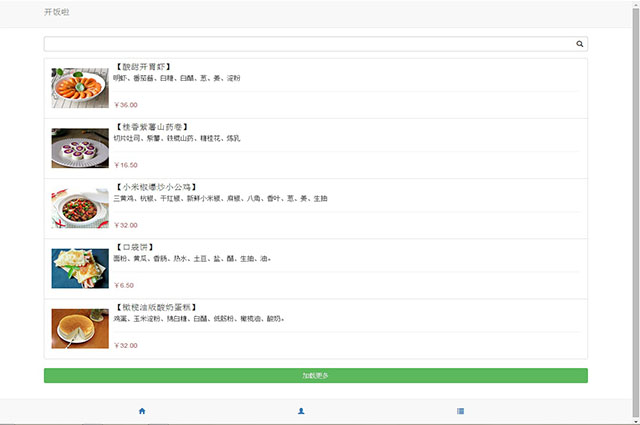 开饭啦
【酸甜开胃虾】
明虾、番茄酱、白糖、白醋、葱、姜、淀粉
￥36.00
【桂香紫薯山药卷】
切片吐司、紫薯、铁棍山药、糖桂花、炼乳
￥16.50
【小米椒爆炒小公鸡】
三黄鸡、杭椒、干红椒、新鲜小米椒、麻椒、八角、香叶、葱、姜、生抽
￥32.00
【口袋饼】
面粉、黄瓜、香肠、热水、土豆、盐、醋、生抽、油。
￥6.50
【橄榄油版酸奶蛋糕】
鸡蛋、玉米淀粉、绵白糖、白醋、低筋粉、橄榄油、酸奶。
￥32.00
加载更多